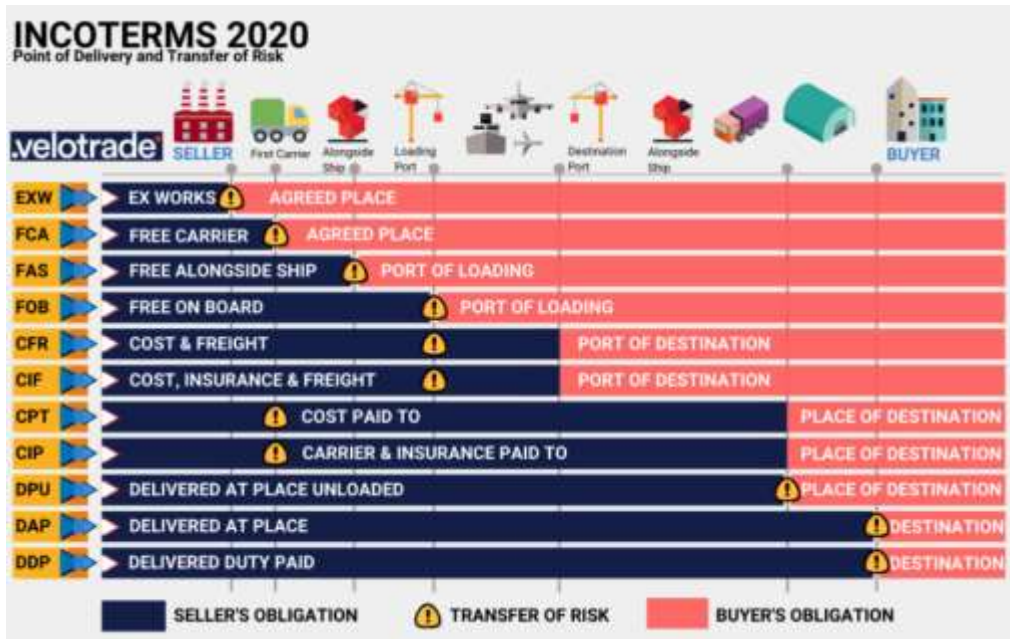 INCOTERMS 2020
Point of Delivery and Transfer of Risk
.velotrade
SELLER
First Carrier
Alongside
Ship
Loading
Port
Destination
Port
Alongside
Ship
BUYER
EXW EX WORKS AGREED PLACE
FCA FREE CARRIER AGREED PLACE
FAS FREE ALONGSIDE SHIP PORT OF LOADING
FOB FREE ON BOARD PORT OF LOADING
CFR COST & FREIGHT PORT OF DESTINATION
CIF COST, INSURANCE & FREIGHT PORT OF DESTINATION
CPT COST PAID TO PLACE OF DESTINATION
CIP CARRIER & INSURANCE PAID TO PLACE OF DESTINATION
DPU DELIVERED AT PLACE UNLOADED PLACE OF DESTINATION
DAP DELIVERED AT PLACE DESTINATION
DDP DELIVERED DUTY PAID DESTINATION
SELLER'S OBLIGATION TRANSFER OF RISK BUYER'S OBLIGATION